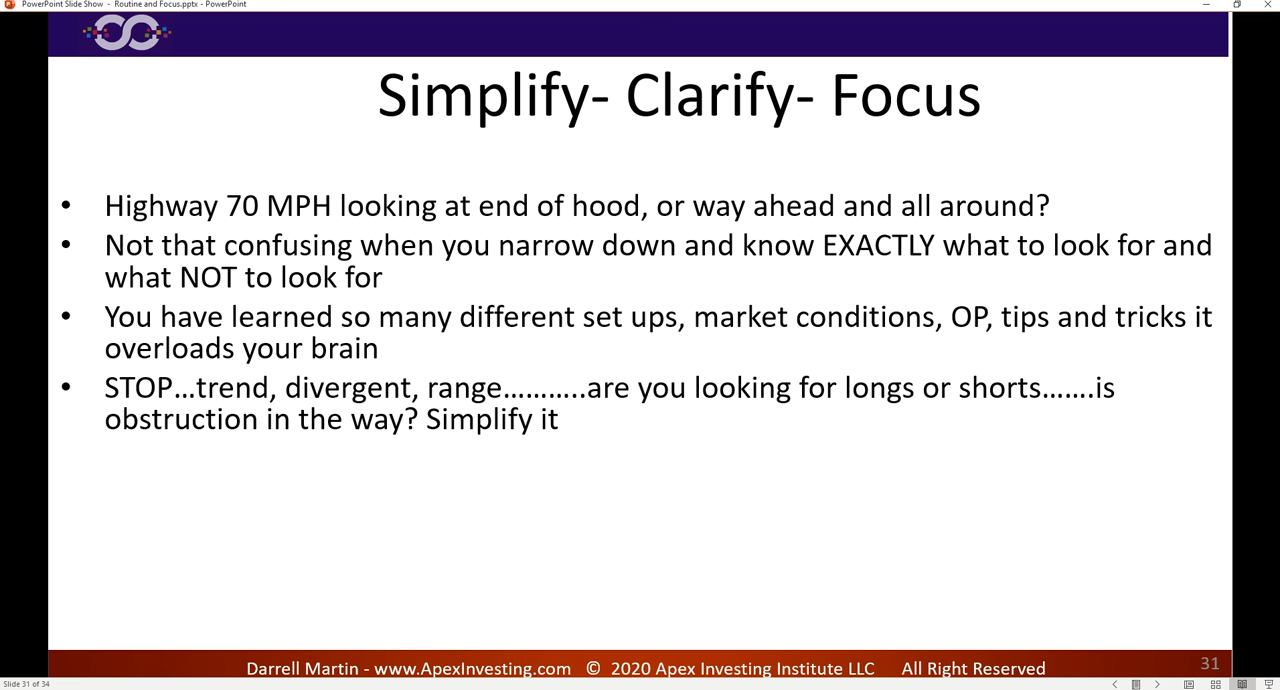 PowerPoint Slide Show - Routine and Focus.pptx - PowerPoint
Simplify- Clarify- Focus
• Highway 70 MPH looking at end of hood, or way ahead and all around?
• Not that confusing when you narrow down and know EXACTLY what to look for and
what NOT to look for
• You have learned so many different set ups, market conditions, OP, tips and tricks it
overloads your brain
• STOP…trend, divergent, range………..are you looking for longs or shorts…….is
obstruction in the way? Simplify it
Darrell Martin - www.ApexInvesting.com © 2020 Apex Investing Institute LLC All Right Reserved
31
Slide 31 of 34